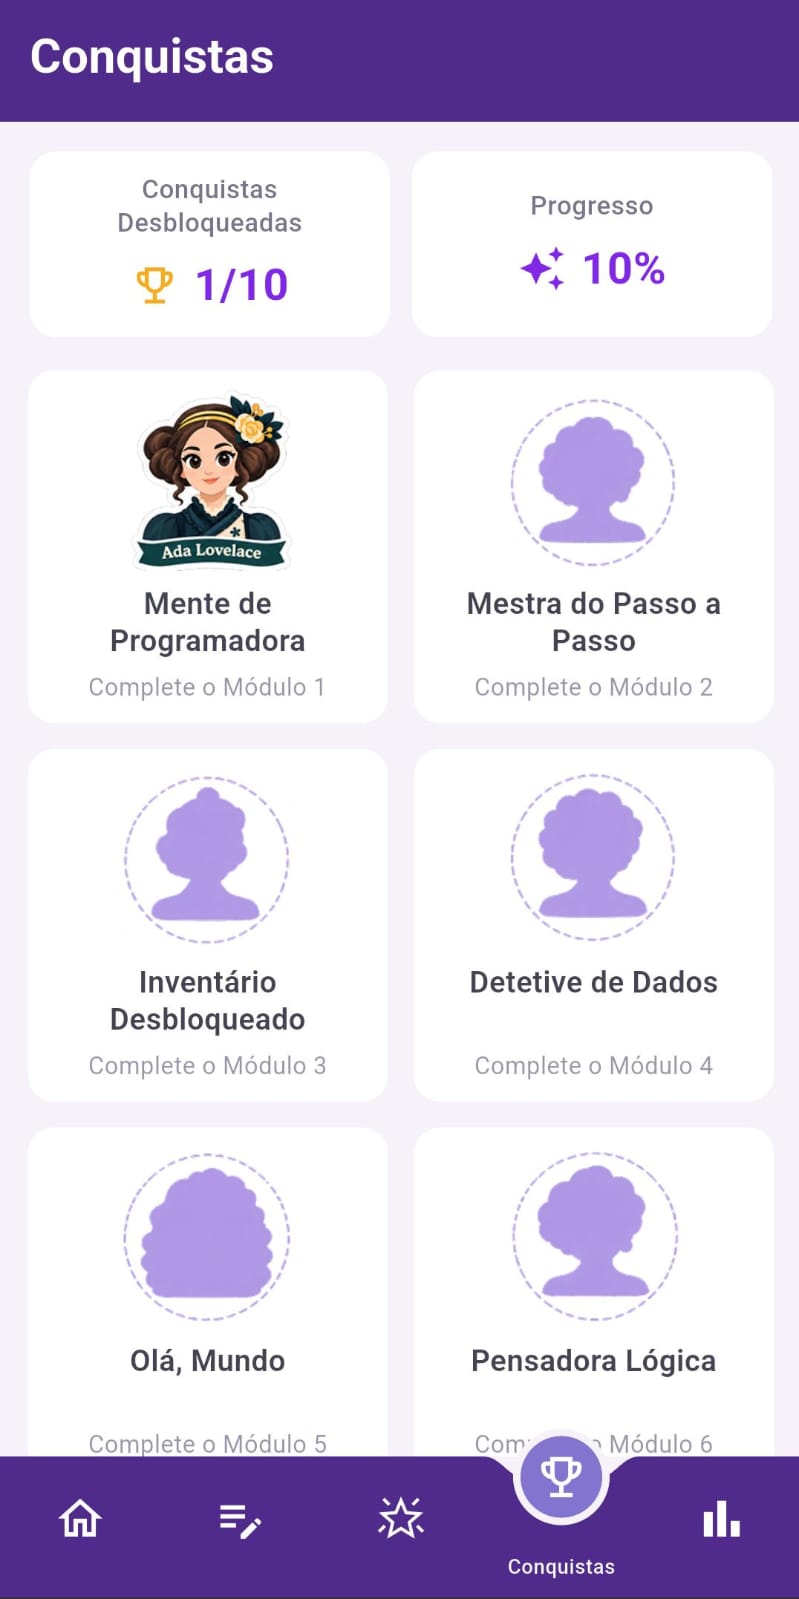 Conquistas
Conquistas
Desbloqueadas
1/10
Progresso
10%
Ada Lovelace
Mente de
Programadora
Complete o Módulo 1
Mestra do Passo a
Passo
Complete o Módulo 2
Inventário
Desbloqueado
Complete o Módulo 3
Detetive de Dados
Complete o Módulo 4
Olá, Mundo
Complete o Módulo 5
Pensadora Lógica
Módulo 6
Conquistas